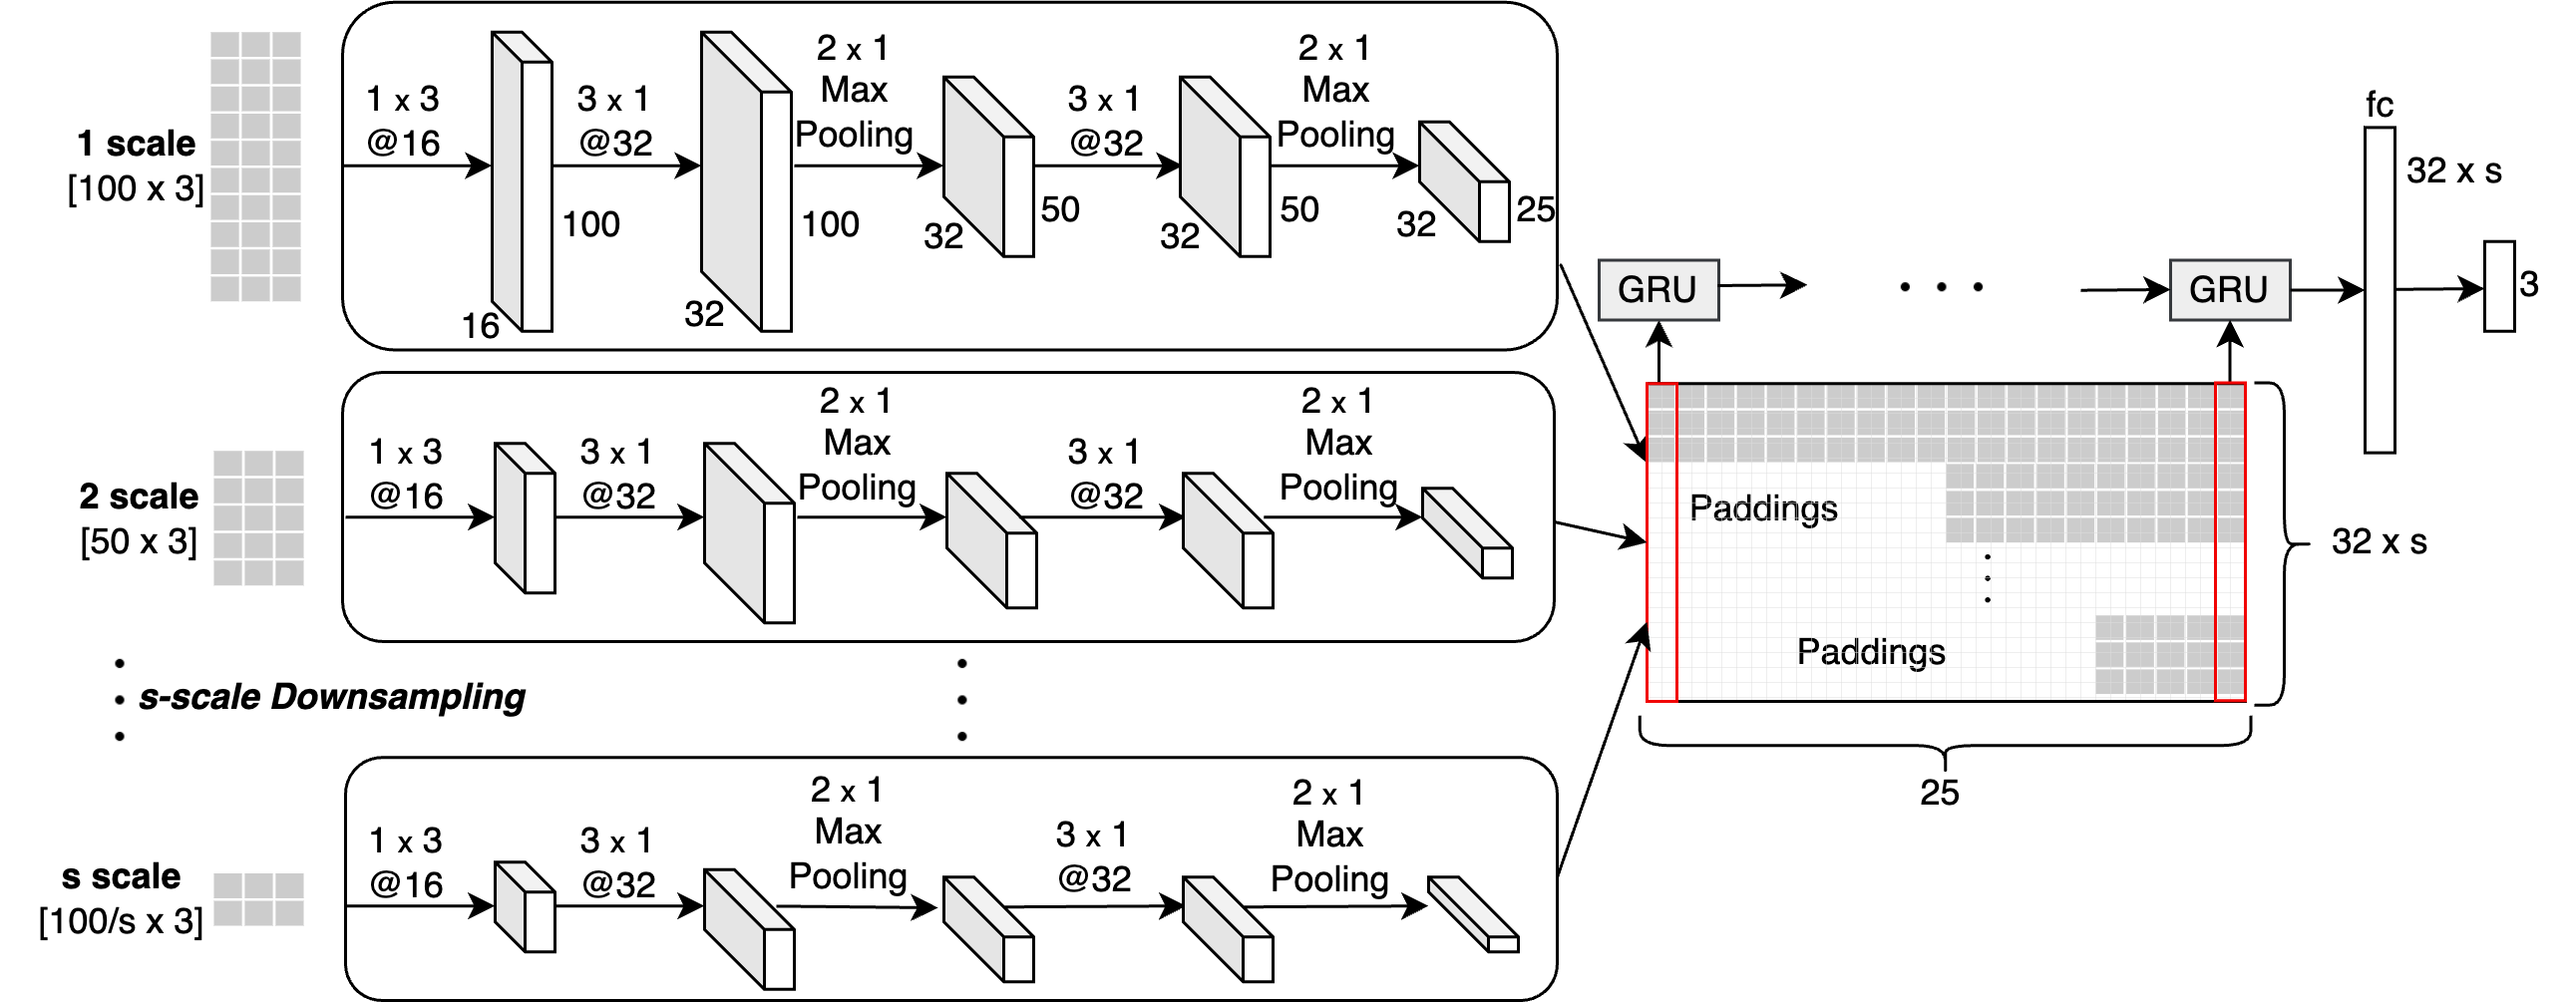 1 scale
[100 x 3]
1 x 3
@16
16
100
3 x 1
@32
32
100
2 x 1
Max
Pooling
32
50
3 x 1
@32
32
50
2 x 1
Max
Pooling
32
25
2 scale
[50 x 3]
1 x 3
@16
3 x 1
@32
2 x 1
Max
Pooling
3 x 1
@32
2 x 1
Max
Pooling
s-scale Downsampling
s scale
[100/s x 3]
1 x 3
@16
3 x 1
@32
2 x 1
Max
Pooling
3 x 1
@32
2 x 1
Max
Pooling
GRU
GRU
fc
32 x s
3
Paddings
Paddings
32 x s
25